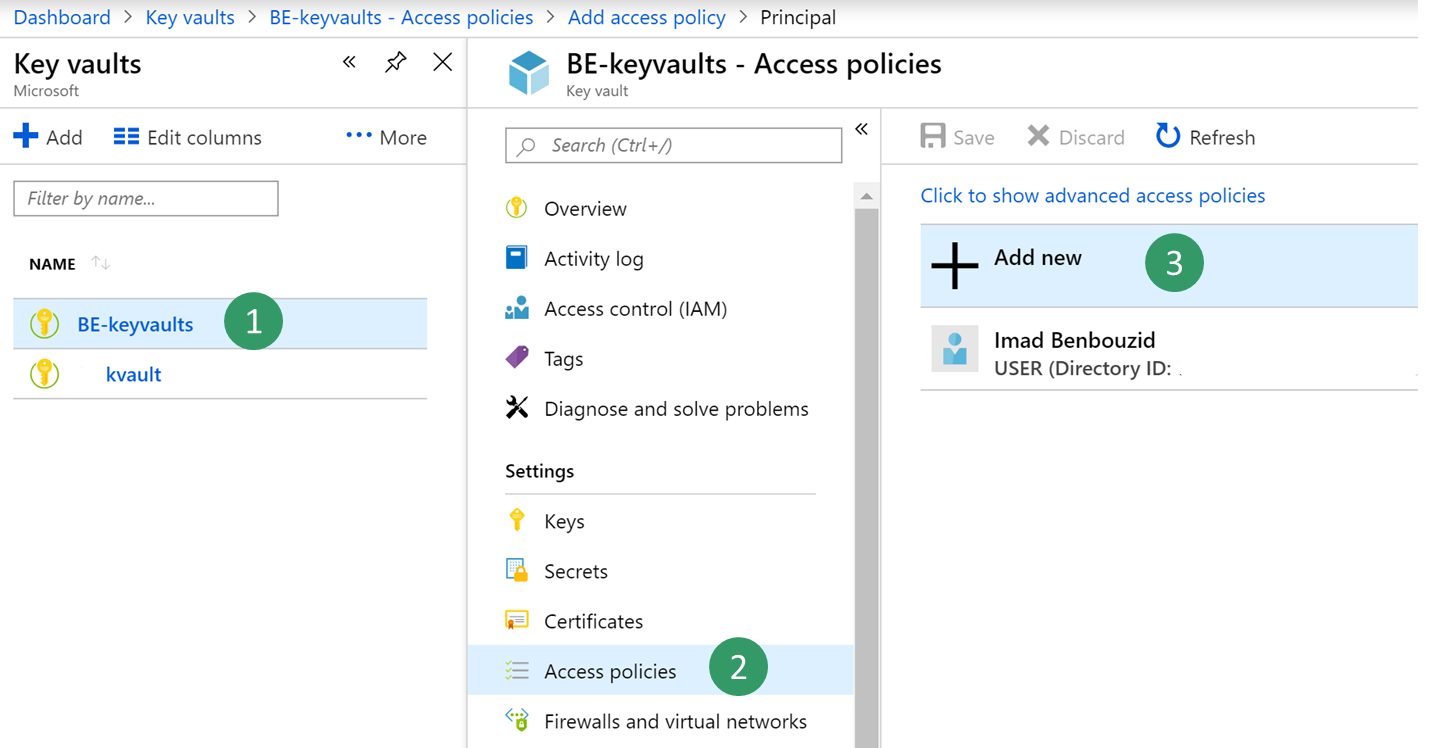 Dashboard > Key vaults > BE-keyvaults - Access policies > Add access policy > Principal
Key vaults
Microsoft
Add Edit columns ••• More
Filter by name...
NAME
BE-keyvaults 1
kvault
BE-keyvaults - Access policies
Key vault
Search (Ctrl+/)
Overview
Activity log
Access control (IAM)
Tags
Diagnose and solve problems
Settings
Keys
Secrets
Certificates
Access policies 2
Firewalls and virtual networks
Save Discard Refresh
Click to show advanced access policies
Add new 3
Imad Benbouzid
USER (Directory ID: